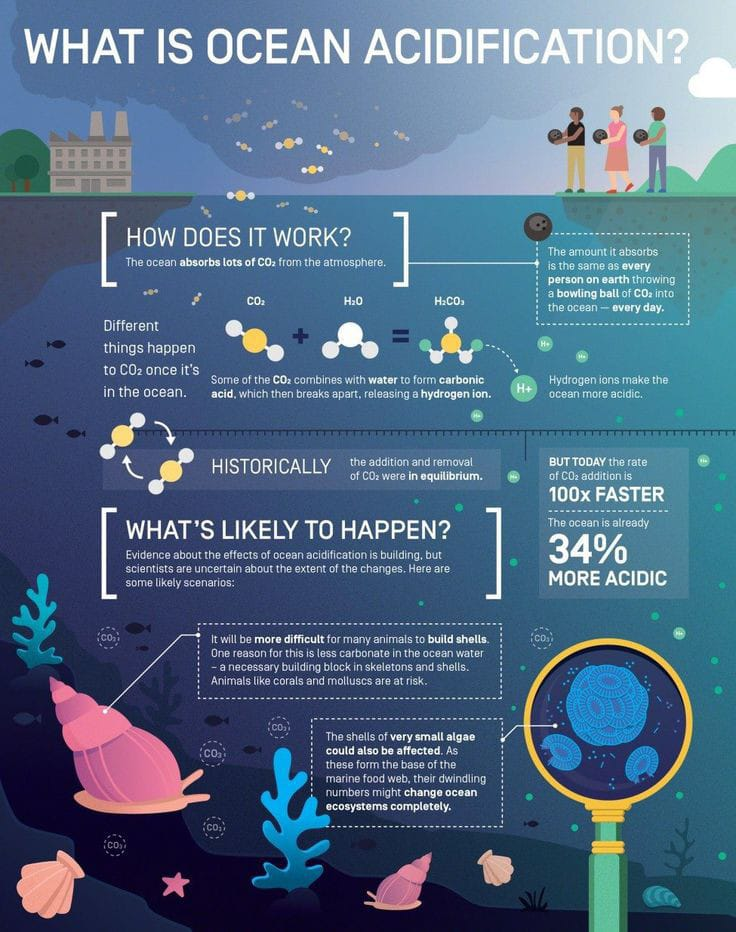 WHAT IS OCEAN ACIDIFICATION?
HOW DOES IT WORK?
The ocean absorbs lots of CO₂ from the atmosphere.
The amount it absorbs
is the same as every
person on earth throwing
a bowling ball of CO₂ into
the ocean — every day.
Different
things happen
to CO₂ once it's
in the ocean.
CO₂
+
H₂O
=
H₂CO₃
Some of the CO₂ combines with water to form carbonic
acid, which then breaks apart, releasing a hydrogen ion.
H+
H+
H+
H+
Hydrogen ions make the
ocean more acidic.
HISTORICALLY
the addition and removal
of CO₂ were in equilibrium.
H+
BUT TODAY the rate
of CO₂ addition is
100x FASTER
The ocean is already
34%
MORE ACIDIC
H+
WHAT'S LIKELY TO HAPPEN?
Evidence about the effects of ocean acidification is building, but
scientists are uncertain about the extent of the changes. Here are
some likely scenarios:
CO₃
It will be more difficult for many animals to build shells.
One reason for this is less carbonate in the ocean water
– a necessary building block in skeletons and shells.
Animals like corals and molluscs are at risk.
CO₃
H+
CO₃
CO₃
The shells of very small algae
could also be affected. As
these form the base of the
marine food web, their dwindling
numbers might change ocean
ecosystems completely.
CO₃
CO₃